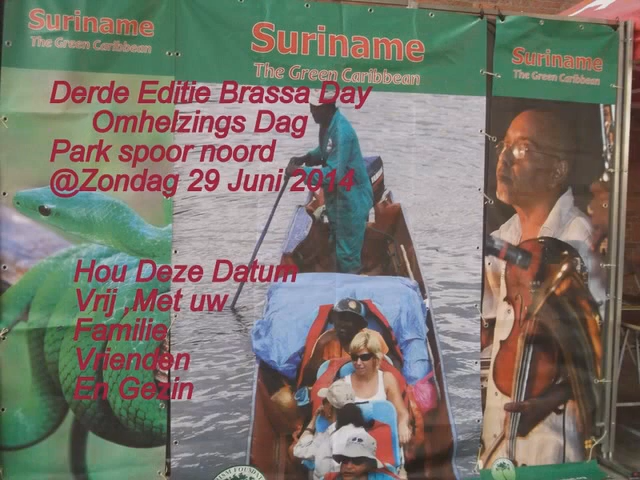 Suriname
The Green Caribbean
Suriname
The Green Caribbean
Suriname
The Green Caribbean
Derde Editie Brassa Day
Omhelzings Dag
Park spoor noord
@Zondag 29 Juni 2014
Hou Deze Datum
Vrij ,Met uw
Familie
Vrienden
En Gezin